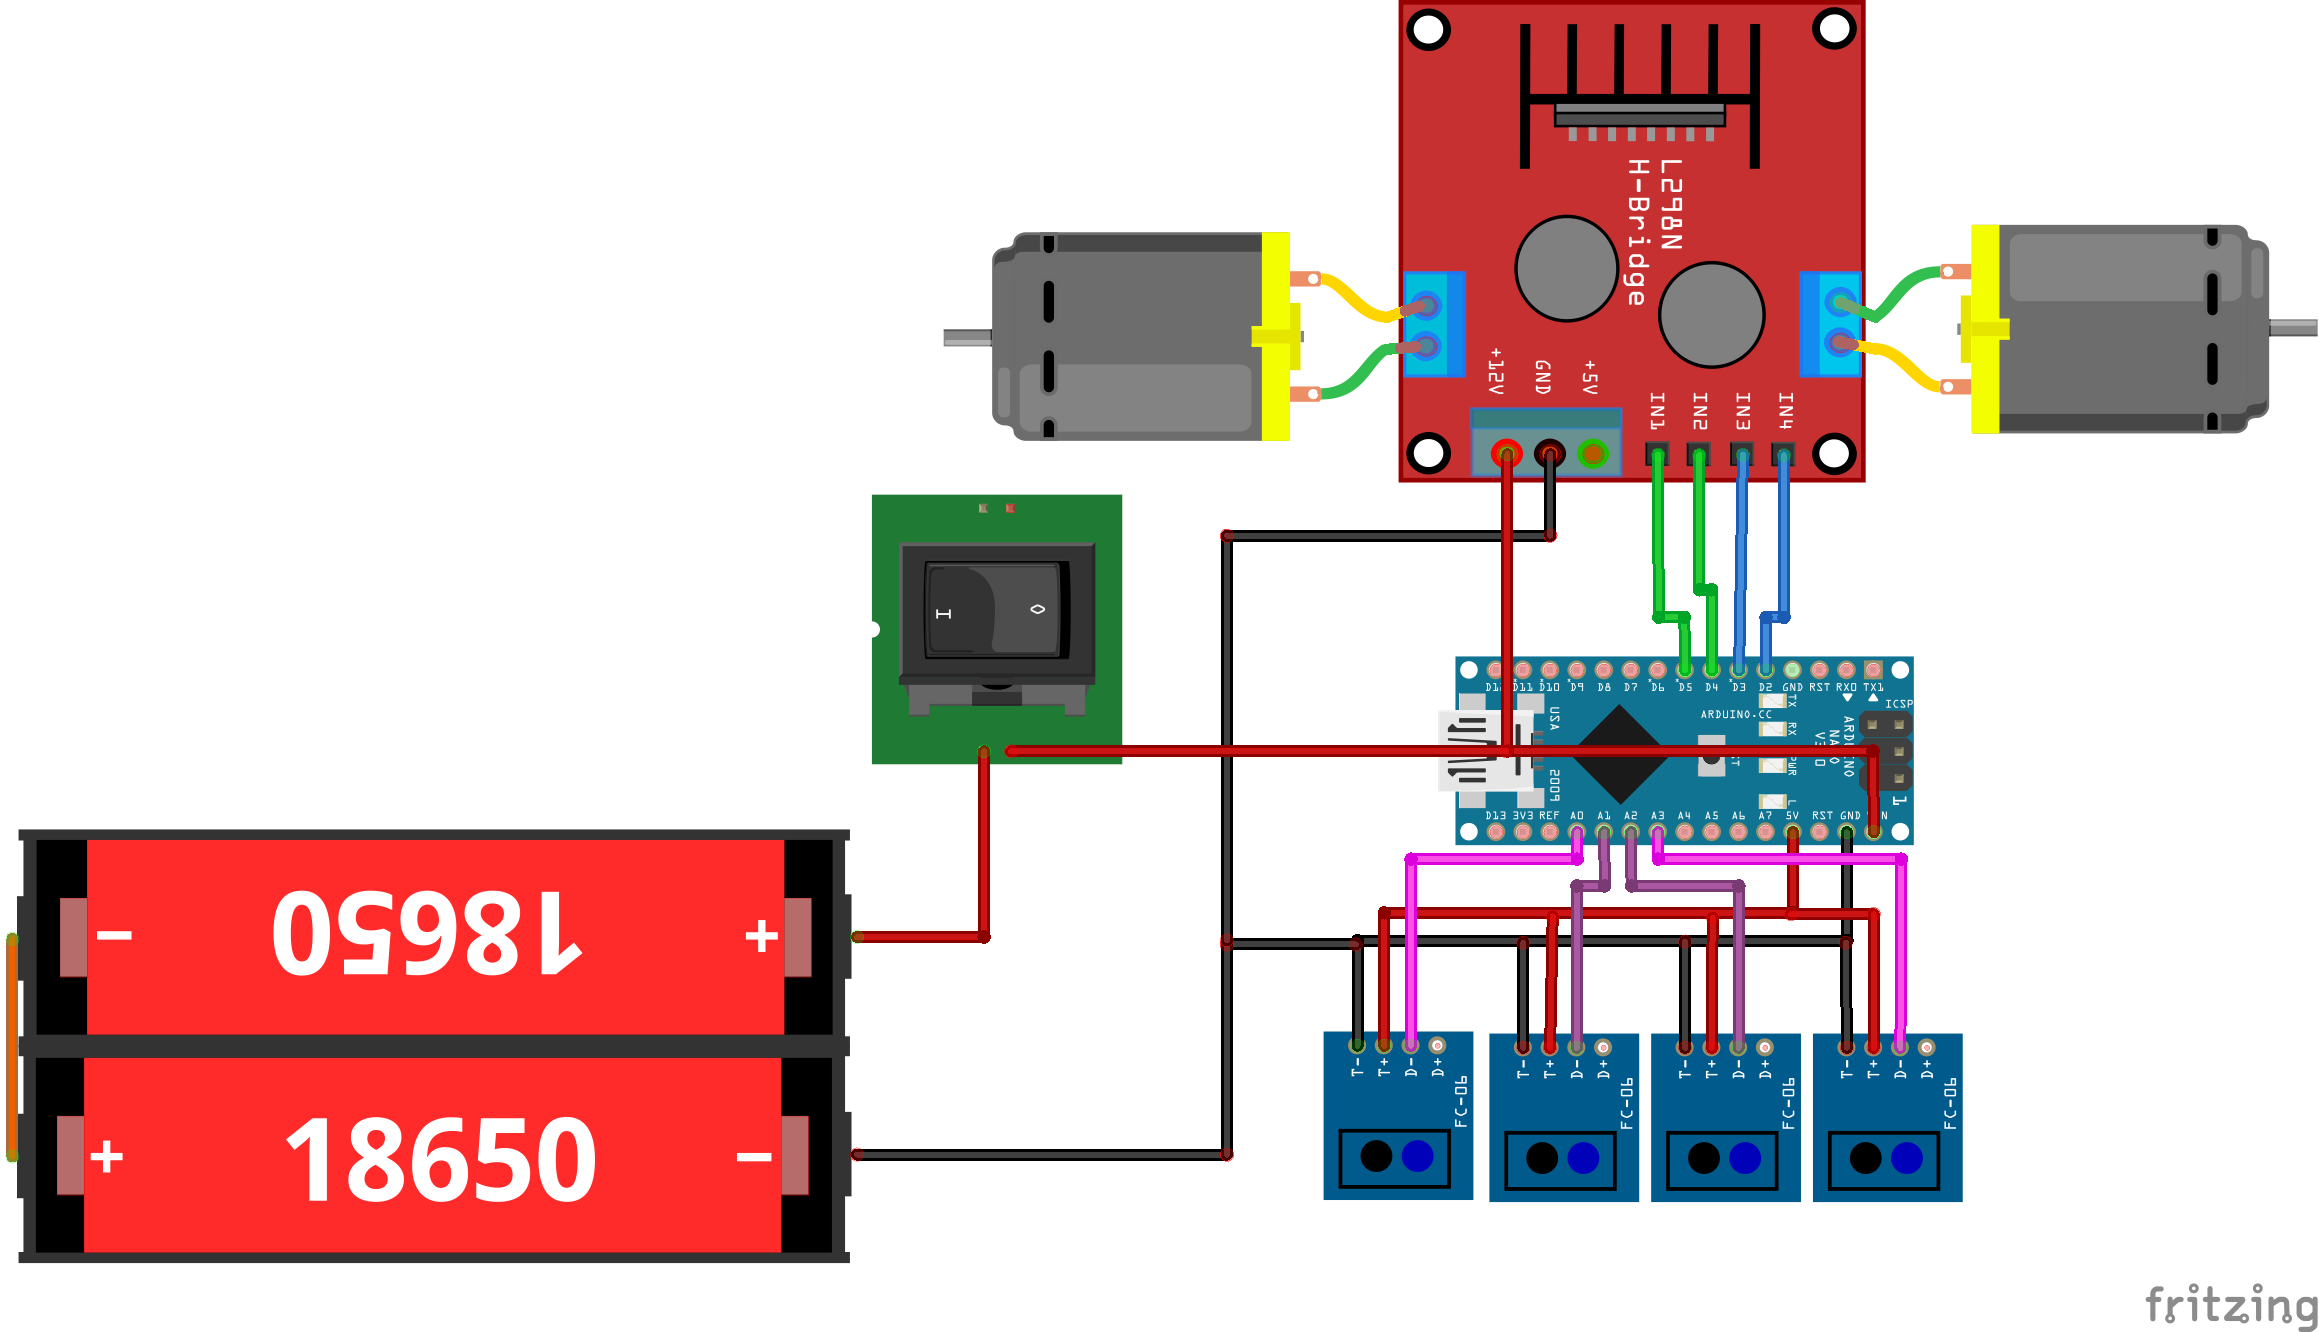 L298N
H-Bridge
+12V
GND
+5V
IN1
IN2
IN3
IN4
I
O
D12
D11
D10
D9
D8
D7
D6
D5
D4
D3
D2
GND
RST
RX0
TX1
ICSP
ARDUINO.CC
USA
2009
TX
RX
PWR
L
ARDUINO
NANO
1
D13
3V3
REF
A0
A1
A2
A3
A4
A5
A6
A7
5V
RST
GND
− 18650 +
+ 18650 −
T-
T+
D-
D+
FC-06
T-
T+
D-
D+
FC-06
T-
T+
D-
D+
FC-06
T-
T+
D-
D+
FC-06
fritzing